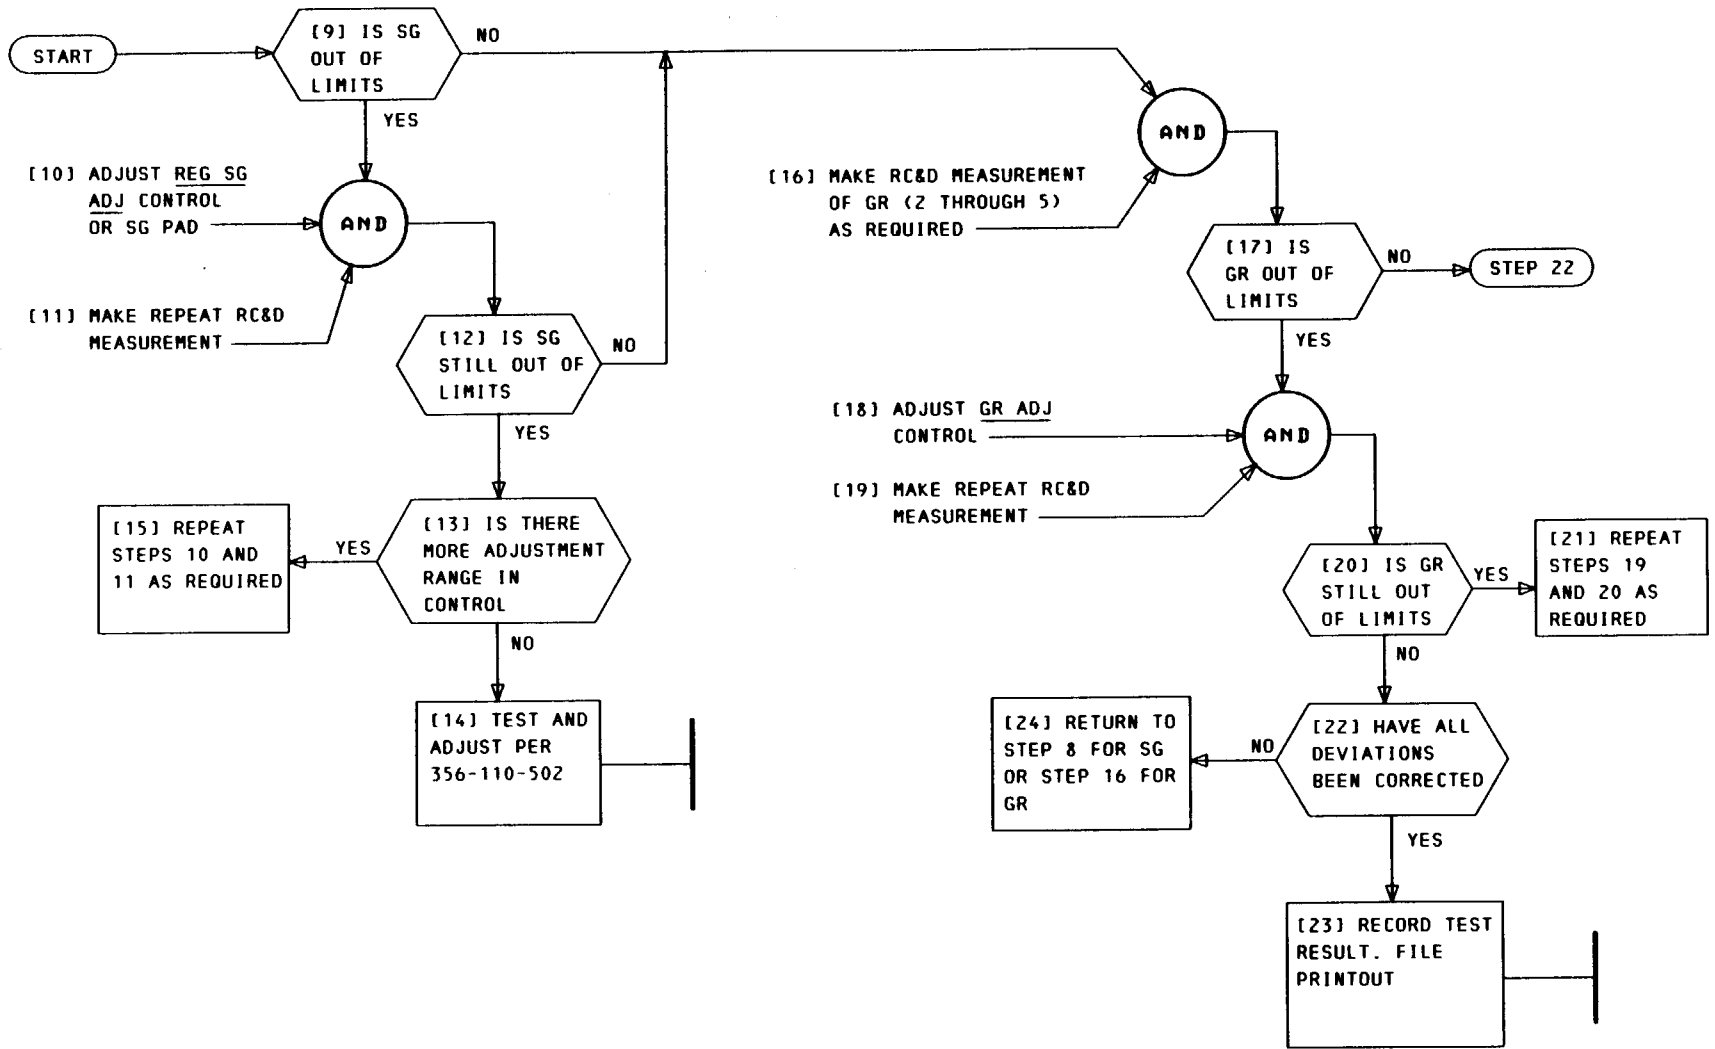 START
[9] IS SG
OUT OF
LIMITS
NO
YES
[10] ADJUST REG SG
ADJ CONTROL
OR SG PAD
AND
[11] MAKE REPEAT RC&D
MEASUREMENT
[12] IS SG
STILL OUT OF
LIMITS
NO
YES
[13] IS THERE
MORE ADJUSTMENT
RANGE IN
CONTROL
YES
[15] REPEAT
STEPS 10 AND
11 AS REQUIRED
NO
[14] TEST AND
ADJUST PER
356-110-502
AND
[16] MAKE RC&D MEASUREMENT
OF GR (2 THROUGH 5)
AS REQUIRED
[17] IS
GR OUT OF
LIMITS
NO
STEP 22
YES
[18] ADJUST GR ADJ
CONTROL
AND
[19] MAKE REPEAT RC&D
MEASUREMENT
[20] IS GR
STILL OUT
OF LIMITS
YES
[21] REPEAT
STEPS 19
AND 20 AS
REQUIRED
NO
[22] HAVE ALL
DEVIATIONS
BEEN CORRECTED
NO
[24] RETURN TO
STEP 8 FOR SG
OR STEP 16 FOR
GR
YES
[23] RECORD TEST
RESULT. FILE
PRINTOUT